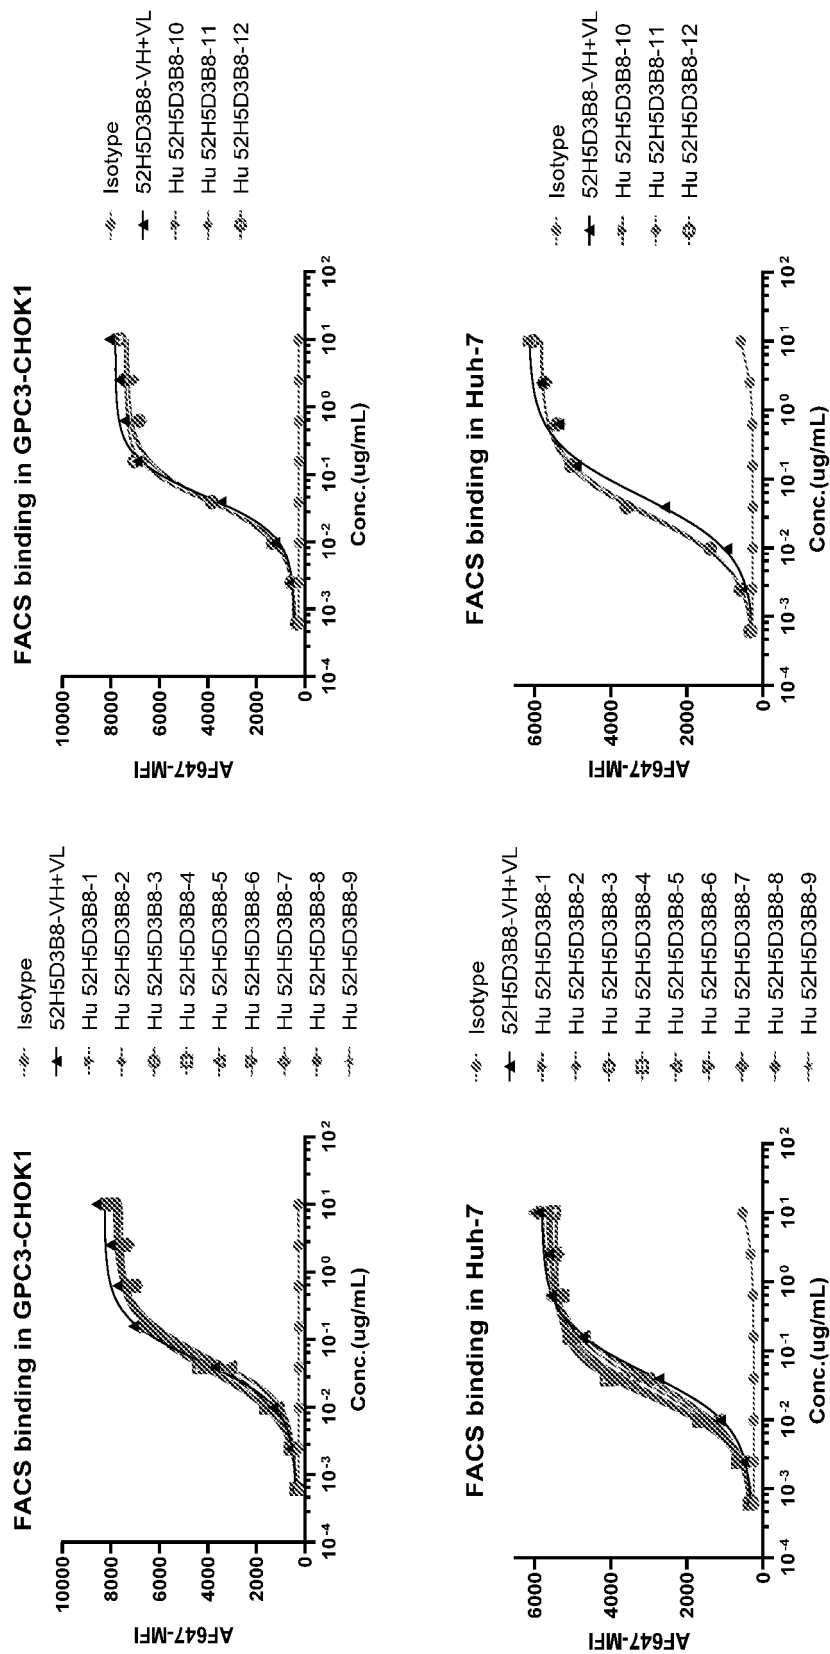 FACS binding in GPC3-CHOK1
AF647-MFI
10000
8000
6000
4000
2000
0
10⁻⁴
10⁻³
10⁻²
10⁻¹
10⁰
10¹
10²
Conc.(ug/mL)
Isotype
52H5D3B8-VH+VL
Hu 52H5D3B8-1
Hu 52H5D3B8-2
Hu 52H5D3B8-3
Hu 52H5D3B8-4
Hu 52H5D3B8-5
Hu 52H5D3B8-6
Hu 52H5D3B8-7
Hu 52H5D3B8-8
Hu 52H5D3B8-9
FACS binding in GPC3-CHOK1
AF647-MFI
10000
8000
6000
4000
2000
0
10⁻⁴
10⁻³
10⁻²
10⁻¹
10⁰
10¹
10²
Conc.(ug/mL)
Isotype
52H5D3B8-VH+VL
Hu 52H5D3B8-10
Hu 52H5D3B8-11
Hu 52H5D3B8-12
FACS binding in Huh-7
AF647-MFI
6000
4000
2000
0
10⁻⁴
10⁻³
10⁻²
10⁻¹
10⁰
10¹
10²
Conc.(ug/mL)
Isotype
52H5D3B8-VH+VL
Hu 52H5D3B8-1
Hu 52H5D3B8-2
Hu 52H5D3B8-3
Hu 52H5D3B8-4
Hu 52H5D3B8-5
Hu 52H5D3B8-6
Hu 52H5D3B8-7
Hu 52H5D3B8-8
Hu 52H5D3B8-9
FACS binding in Huh-7
AF647-MFI
6000
4000
2000
0
10⁻⁴
10⁻³
10⁻²
10⁻¹
10⁰
10¹
10²
Conc.(ug/mL)
Isotype
52H5D3B8-VH+VL
Hu 52H5D3B8-10
Hu 52H5D3B8-11
Hu 52H5D3B8-12